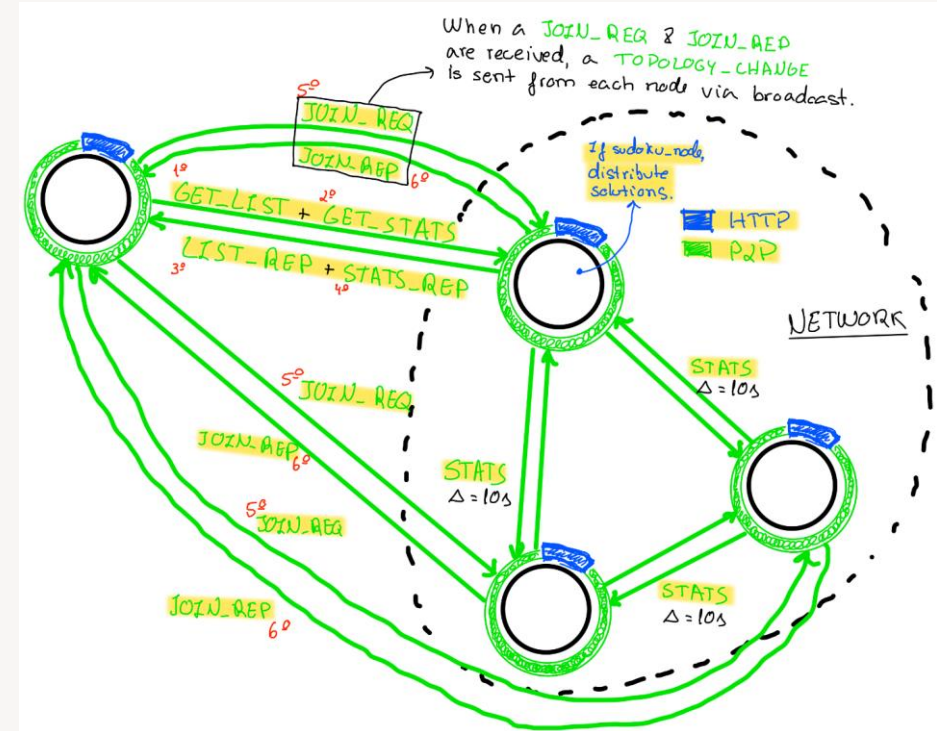 When a JOIN_REQ & JOIN_REP
are received, a TOPOLOGY_CHANGE
is sent from each node via broadcast.
5º
JOIN_REQ
JOIN_REP 6º
1º
2º
GET_LIST + GET_STATS
LIST_REP + STATS_REP
3º
4º
If sudoku_node,
distribute
solutions.
HTTP
P2P
NETWORK
STATS
Δ = 10s
5º JOIN_REQ
JOIN_REP 6º
STATS
Δ = 10s
5º
JOIN_REQ
STATS
Δ = 10s
JOIN_REP
6º